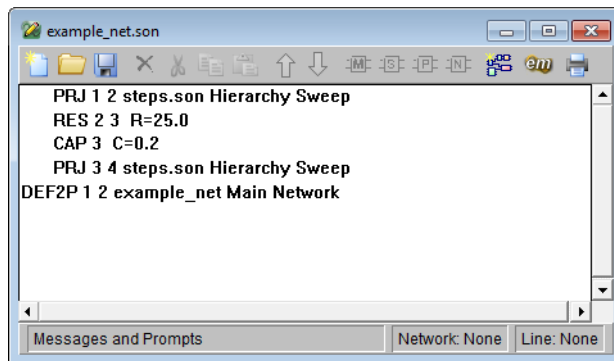 example_net.son
M S P N em
PRJ 1 2 steps.son Hierarchy Sweep
RES 2 3 R=25.0
CAP 3 C=0.2
PRJ 3 4 steps.son Hierarchy Sweep
DEF2P 1 2 example_net Main Network
Messages and Prompts Network: None Line: None